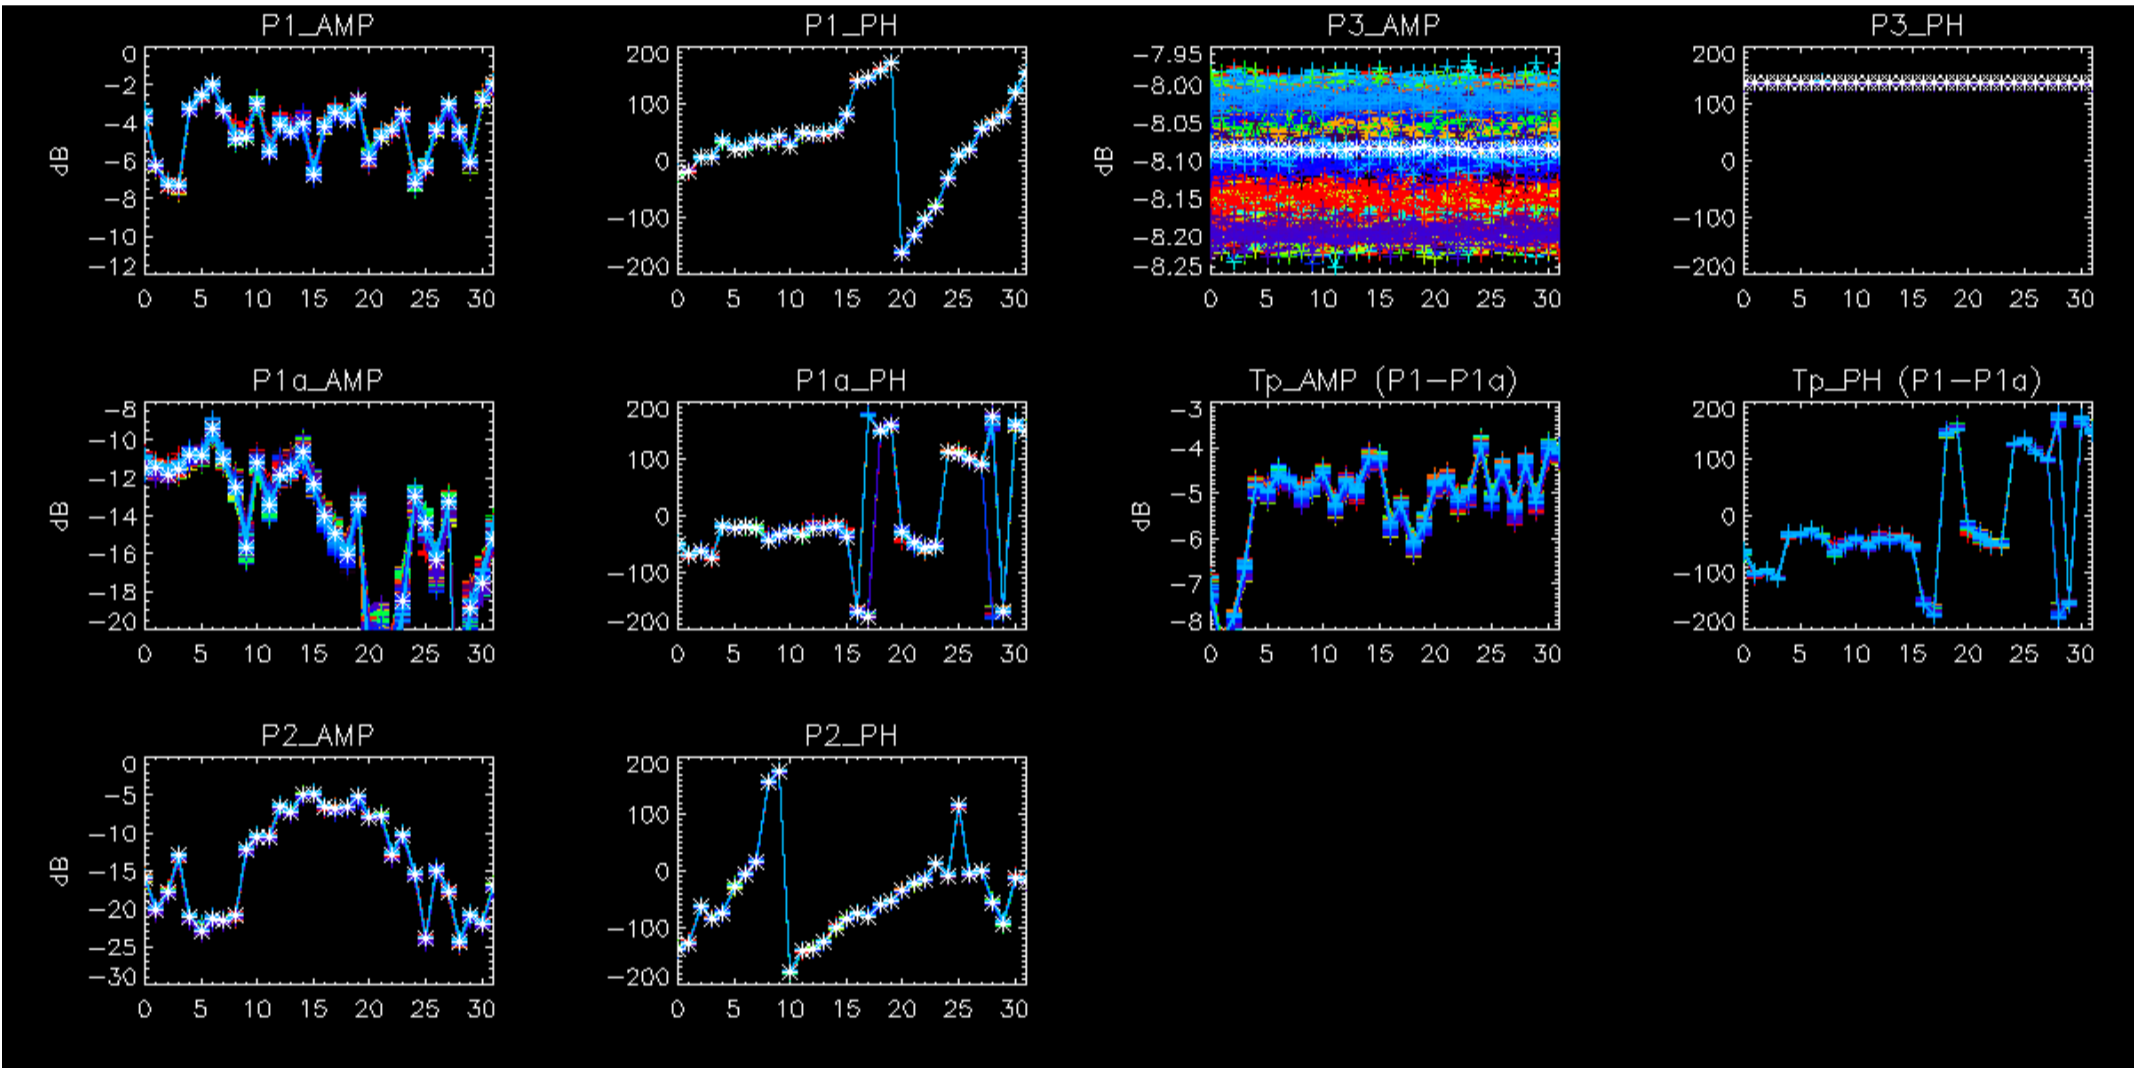 P1_AMP
P1_PH
P3_AMP
P3_PH
0
−2
−4
−6
−8
−10
−12
dB
0 5 10 15 20 25 30
200
100
0
−100
−200
0 5 10 15 20 25 30
−7.95
−8.00
−8.05
−8.10
−8.15
−8.20
−8.25
dB
0 5 10 15 20 25 30
200
100
0
−100
−200
0 5 10 15 20 25 30
P1a_AMP
P1a_PH
Tp_AMP (P1−P1a)
Tp_PH (P1−P1a)
−8
−10
−12
−14
−16
−18
−20
dB
0 5 10 15 20 25 30
200
100
0
−100
−200
0 5 10 15 20 25 30
−3
−4
−5
−6
−7
−8
dB
0 5 10 15 20 25 30
200
100
0
−100
−200
0 5 10 15 20 25 30
P2_AMP
P2_PH
0
−5
−10
−15
−20
−25
−30
dB
0 5 10 15 20 25 30
200
100
0
−100
−200
0 5 10 15 20 25 30